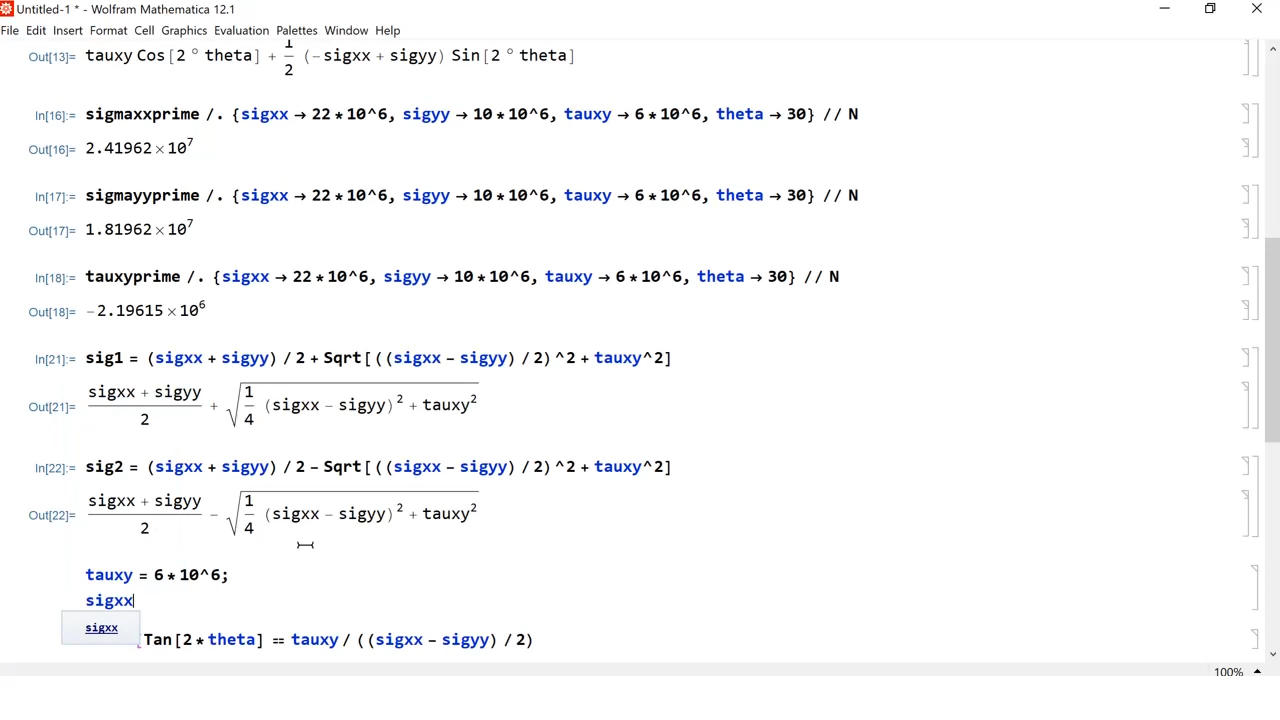 Untitled-1 * - Wolfram Mathematica 12.1
File Edit Insert Format Cell Graphics Evaluation Palettes Window Help
Out[13]= tauxy Cos[2 ° theta] + 1/2 (-sigxx + sigyy) Sin[2 ° theta]
In[16]:= sigmaxxprime /. {sigxx → 22*10^6, sigyy → 10*10^6, tauxy → 6*10^6, theta → 30} // N
Out[16]= 2.41962×10^7
In[17]:= sigmayyprime /. {sigxx → 22*10^6, sigyy → 10*10^6, tauxy → 6*10^6, theta → 30} // N
Out[17]= 1.81962×10^7
In[18]:= tauxyprime /. {sigxx → 22*10^6, sigyy → 10*10^6, tauxy → 6*10^6, theta → 30} // N
Out[18]= -2.19615×10^6
In[21]:= sig1 = (sigxx + sigyy) / 2 + Sqrt[((sigxx - sigyy) / 2)^2 + tauxy^2]
Out[21]= (sigxx + sigyy)/2 + √(1/4 (sigxx - sigyy)^2 + tauxy^2)
In[22]:= sig2 = (sigxx + sigyy) / 2 - Sqrt[((sigxx - sigyy) / 2)^2 + tauxy^2]
Out[22]= (sigxx + sigyy)/2 - √(1/4 (sigxx - sigyy)^2 + tauxy^2)
tauxy = 6*10^6;
sigxx
sigxx
[Tan[2*theta] == tauxy / ((sigxx - sigyy) / 2)
100%